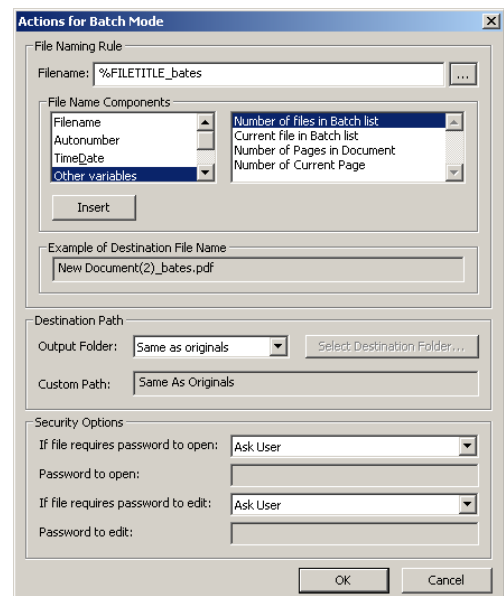 Actions for Batch Mode
File Naming Rule
Filename: %FILETITLE_bates ...
File Name Components
Filename
Autonumber
TimeDate
Other variables
Number of files in Batch list
Current file in Batch list
Number of Pages in Document
Number of Current Page
Insert
Example of Destination File Name
New Document(2)_bates.pdf
Destination Path
Output Folder: Same as originals Select Destination Folder...
Custom Path: Same As Originals
Security Options
If file requires password to open: Ask User
Password to open:
If file requires password to edit: Ask User
Password to edit:
OK Cancel